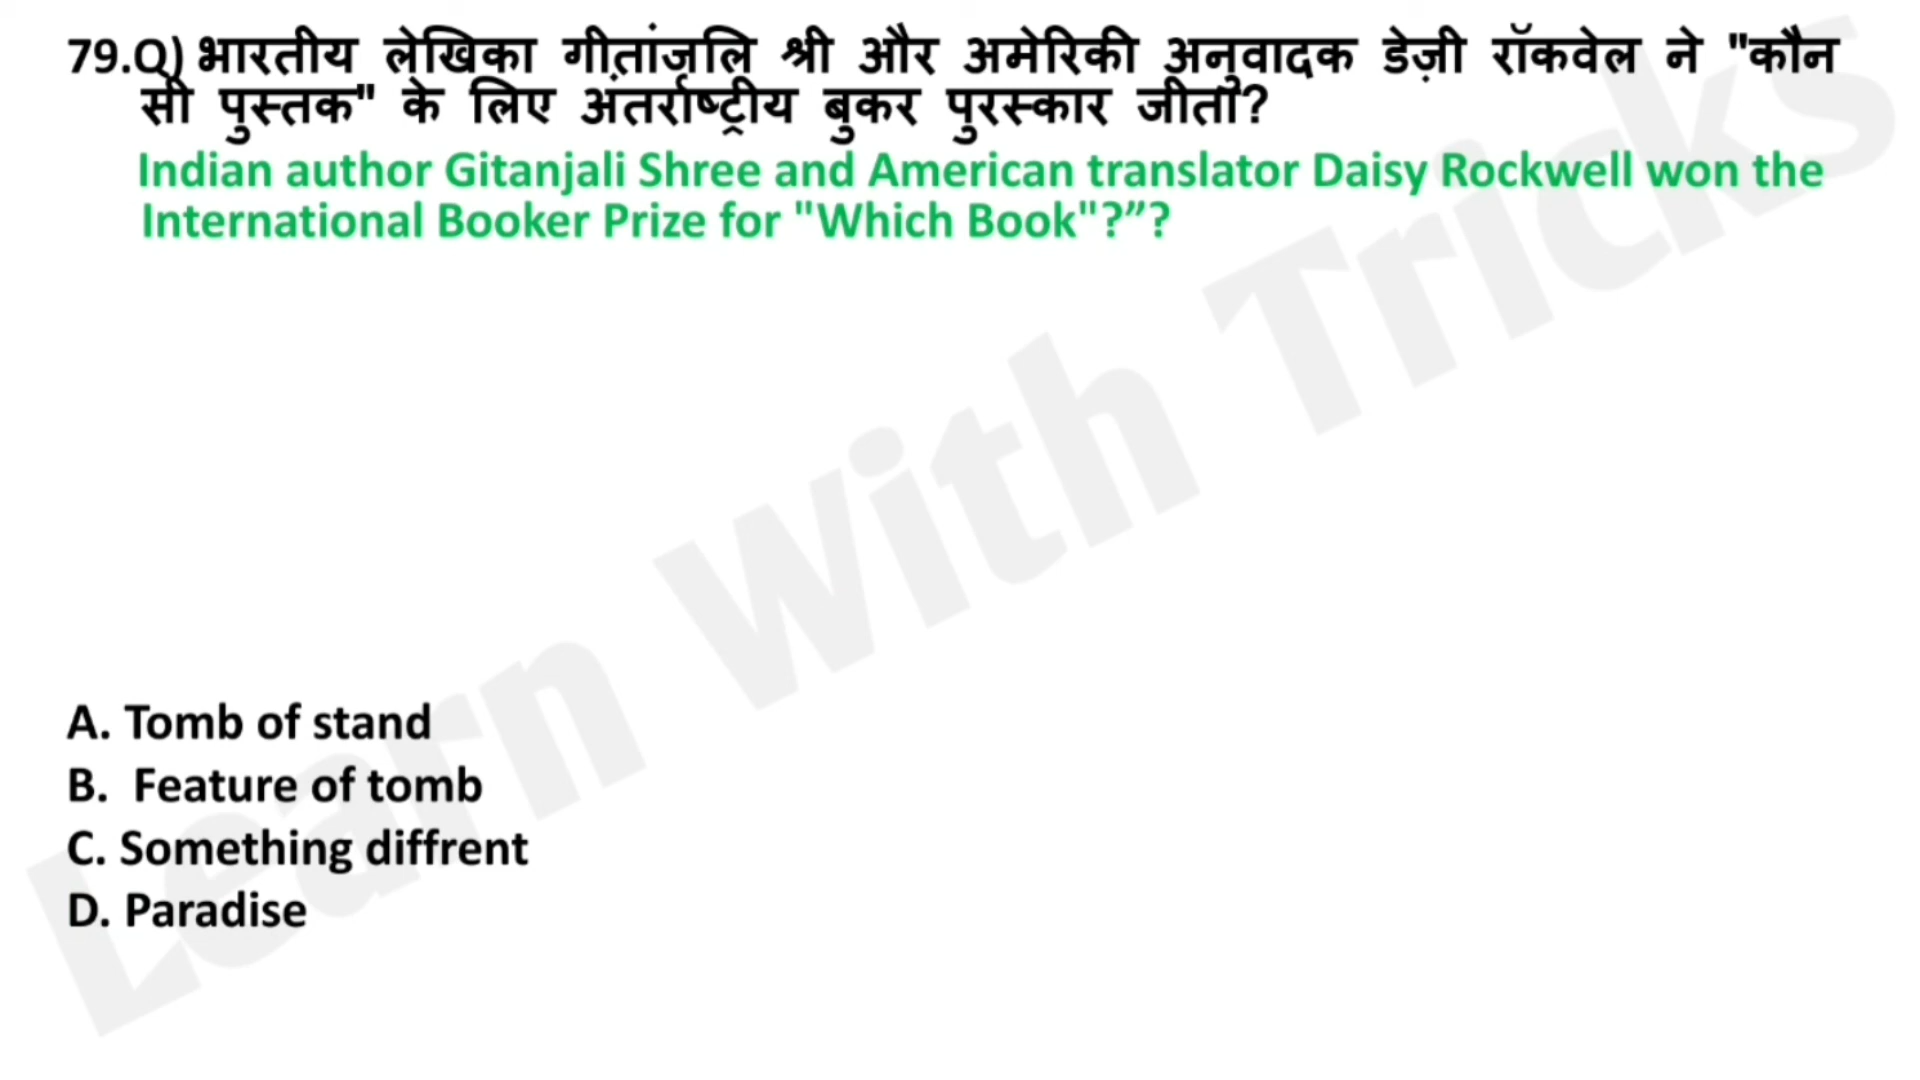 79.Q) भारतीय लेखिका गीतांजलि श्री और अमेरिकी अनुवादक डेज़ी रॉकवेल ने "कौन
सी पुस्तक" के लिए अंतर्राष्ट्रीय बुकर पुरस्कार जीता?
Indian author Gitanjali Shree and American translator Daisy Rockwell won the
International Booker Prize for "Which Book"?”?
A. Tomb of stand
B. Feature of tomb
C. Something diffrent
D. Paradise
Learn With Tricks